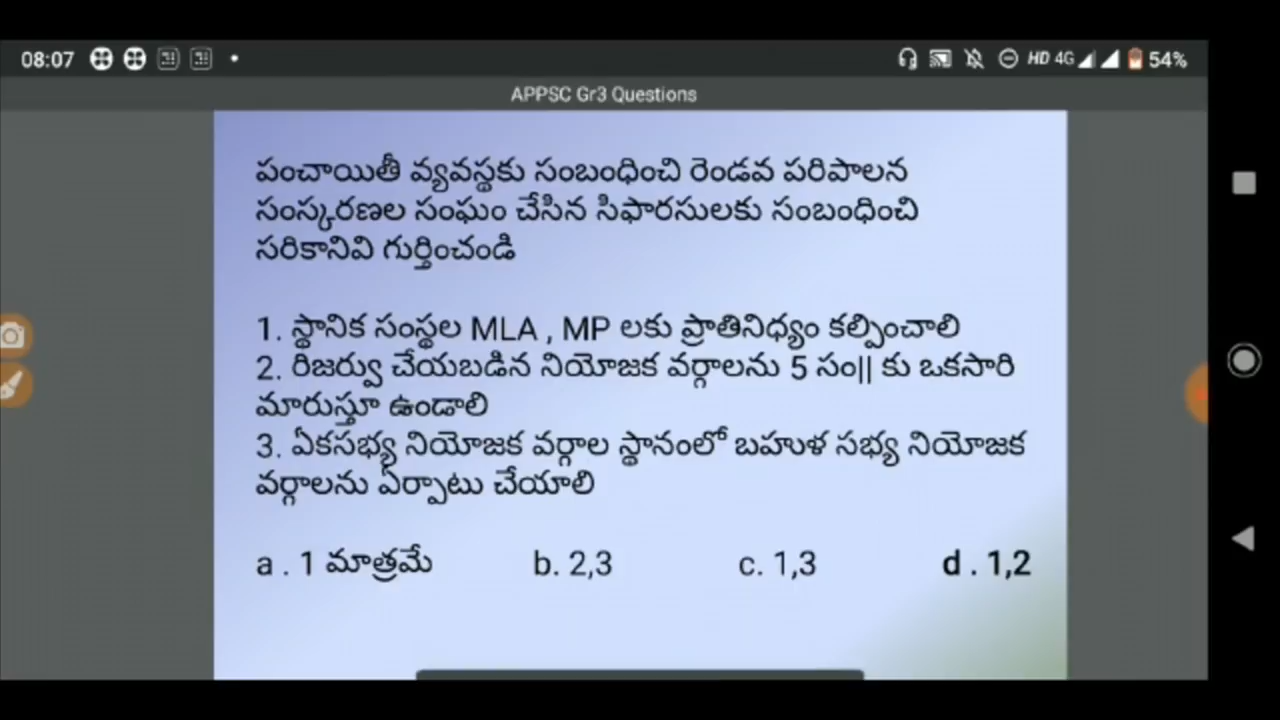 08:07
HD 4G 54%
APPSC Gr3 Questions
పంచాయితీ వ్యవస్థకు సంబంధించి రెండవ పరిపాలన
సంస్కరణల సంఘం చేసిన సిఫారసులకు సంబంధించి
సరికానివి గుర్తించండి
1. స్థానిక సంస్థల MLA , MP లకు ప్రాతినిధ్యం కల్పించాలి
2. రిజర్వు చేయబడిన నియోజక వర్గాలను 5 సం|| కు ఒకసారి
మారుస్తూ ఉండాలి
3. ఏకసభ్య నియోజక వర్గాల స్థానంలో బహుళ సభ్య నియోజక
వర్గాలను ఏర్పాటు చేయాలి
a . 1 మాత్రమే b. 2,3 c. 1,3 d . 1,2